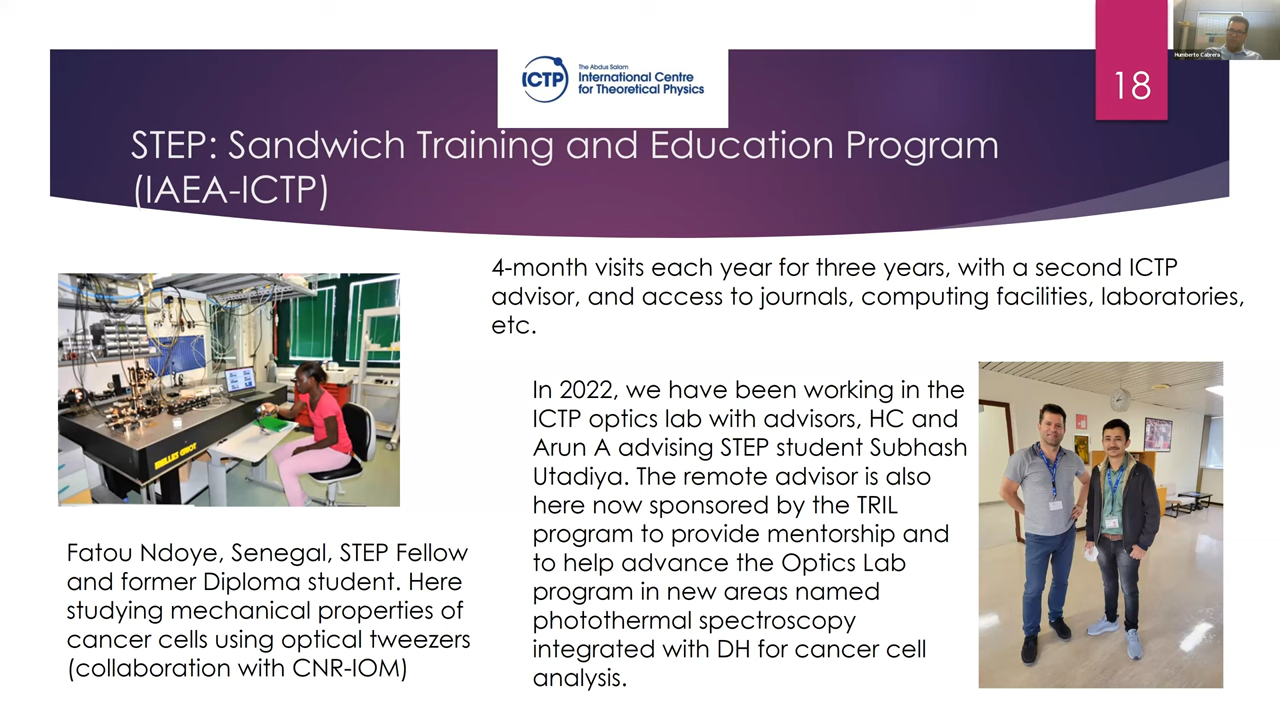 Humberto Cabrera
18
ICTP
The Abdus Salam
International Centre
for Theoretical Physics
STEP: Sandwich Training and Education Program
(IAEA-ICTP)
4-month visits each year for three years, with a second ICTP
advisor, and access to journals, computing facilities, laboratories,
etc.
MELLES GRIOT
Fatou Ndoye, Senegal, STEP Fellow
and former Diploma student. Here
studying mechanical properties of
cancer cells using optical tweezers
(collaboration with CNR-IOM)
In 2022, we have been working in the
ICTP optics lab with advisors, HC and
Arun A advising STEP student Subhash
Utadiya. The remote advisor is also
here now sponsored by the TRIL
program to provide mentorship and
to help advance the Optics Lab
program in new areas named
photothermal spectroscopy
integrated with DH for cancer cell
analysis.